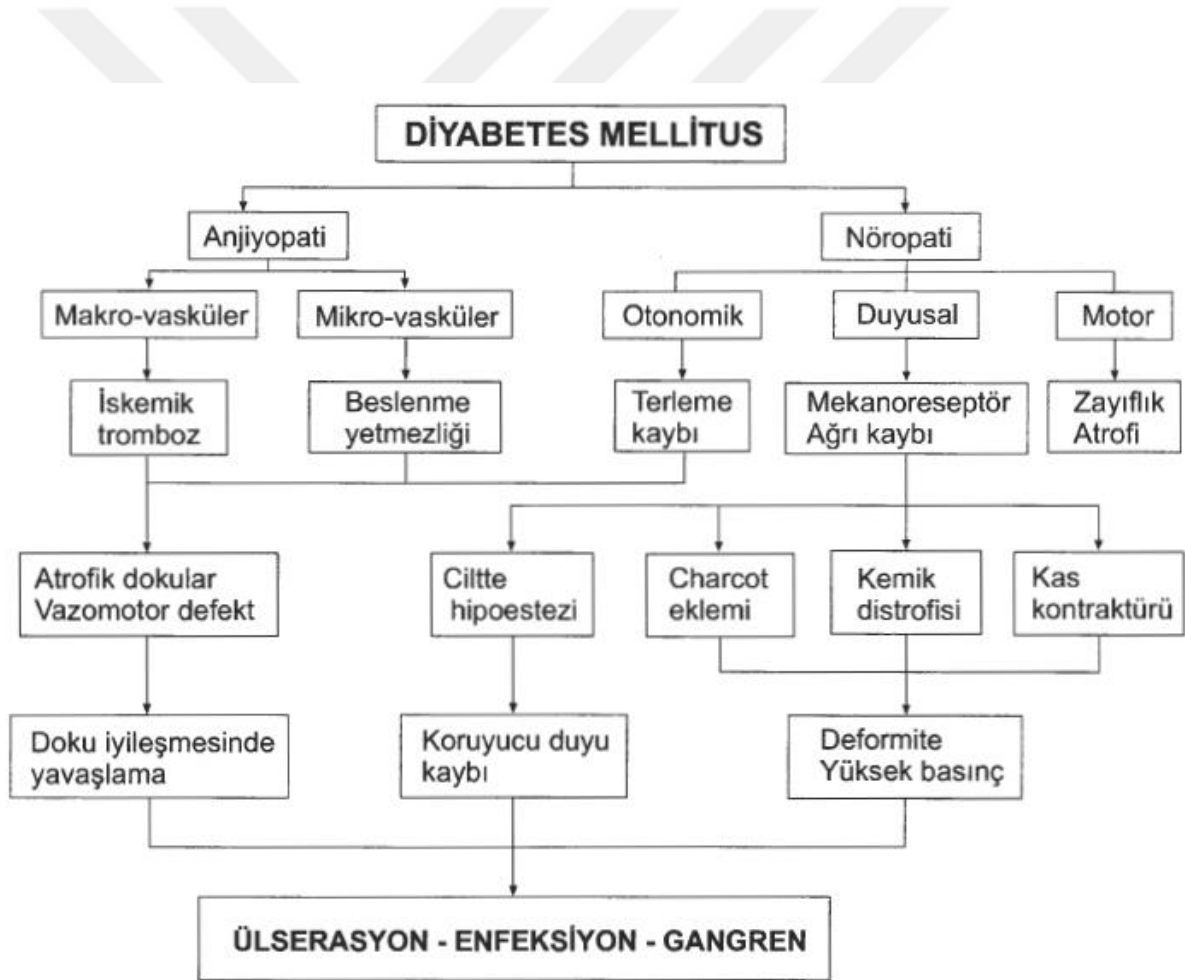 DİYABETES MELLİTUS
Anjiyopati
Nöropati
Makro-vasküler
Mikro-vasküler
Otonomik
Duyusal
Motor
İskemik
tromboz
Beslenme
yetmezliği
Terleme
kaybı
Mekanoreseptör
Ağrı kaybı
Zayıflık
Atrofi
Atrofik dokular
Vazomotor defekt
Ciltte
hipoestezi
Charcot
eklemi
Kemik
distrofisi
Kas
kontraktürü
Doku iyileşmesinde
yavaşlama
Koruyucu duyu
kaybı
Deformite
Yüksek basınç
ÜLSERASYON - ENFEKSİYON - GANGREN